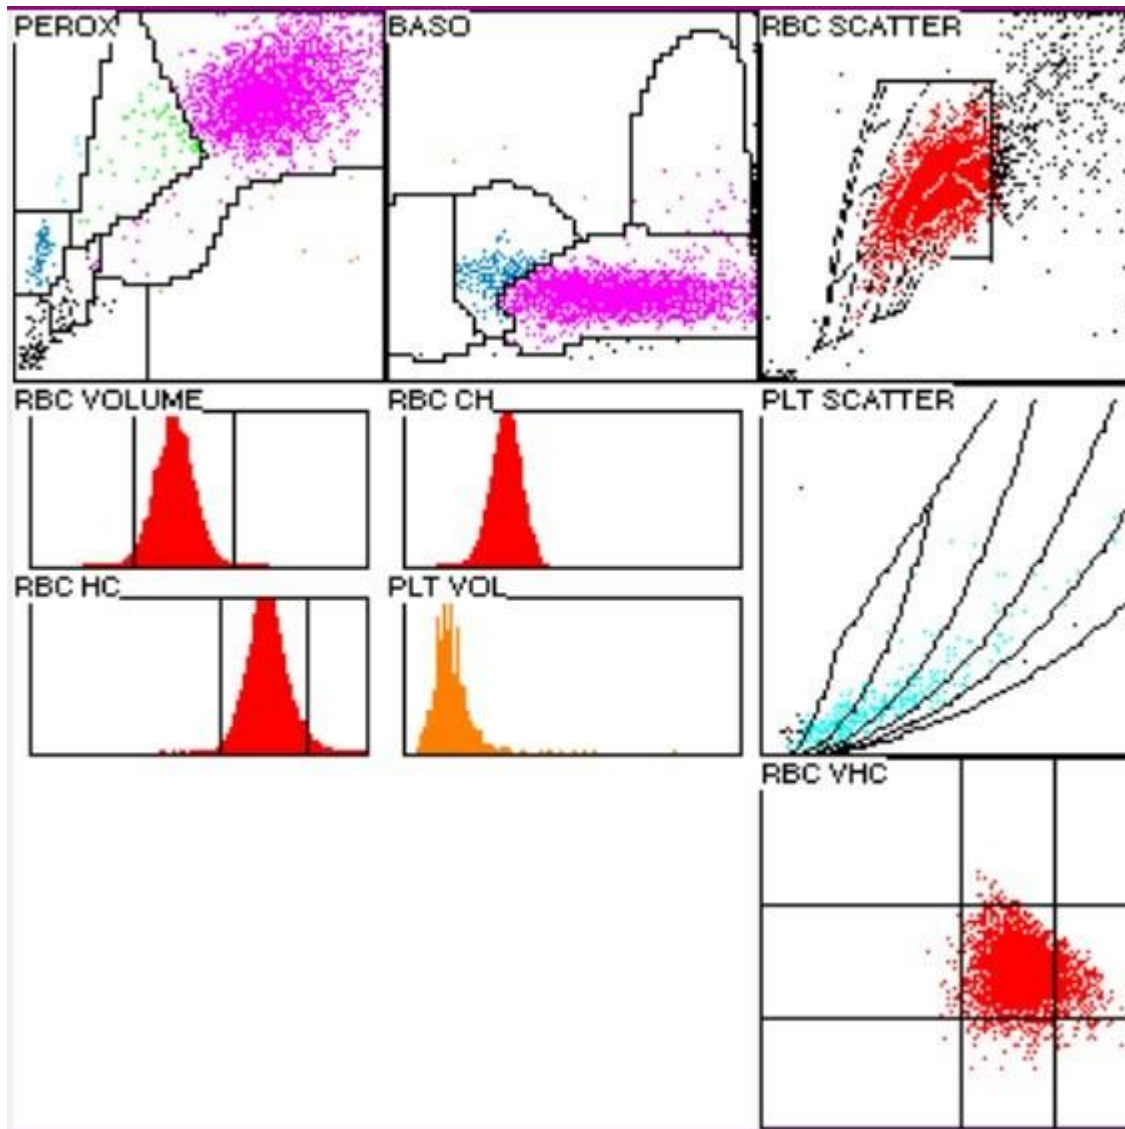 PEROX
BASO
RBC SCATTER
RBC VOLUME
RBC CH
PLT SCATTER
RBC HC
PLT VOL
RBC VHC